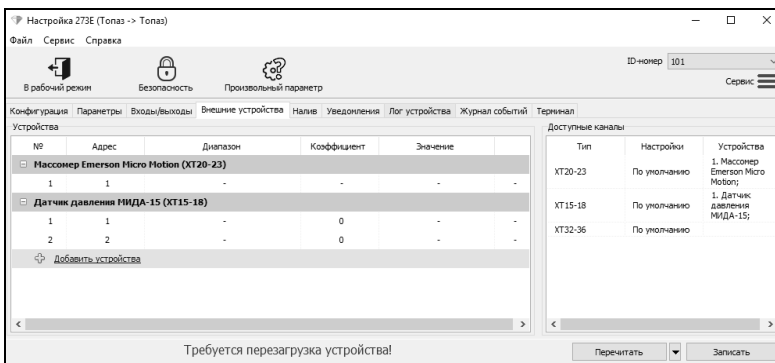 Настройка 273Е (Топаз -> Топаз)
Файл Сервис Справка
В рабочий режим Безопасность Произвольный параметр
ID-номер 101
Сервис
Конфигурация Параметры Входы/выходы Внешние устройства Налив Уведомления Лог устройства Журнал событий Терминал
Устройства
№ Адрес Диапазон Коэффициент Значение
Массомер Emerson Micro Motion (XT20-23)
1 1 - - - -
Датчик давления МИДА-15 (XT15-18)
1 1 - 0 - -
2 2 - 0 - -
Добавить устройства
Доступные каналы
Тип Настройки Устройства
XT20-23 По умолчанию 1. Массомер
Emerson Micro
Motion;
XT15-18 По умолчанию 1. Датчик
давления
МИДА-15;
XT32-36 По умолчанию
Требуется перезагрузка устройства!
Перечитать Записать